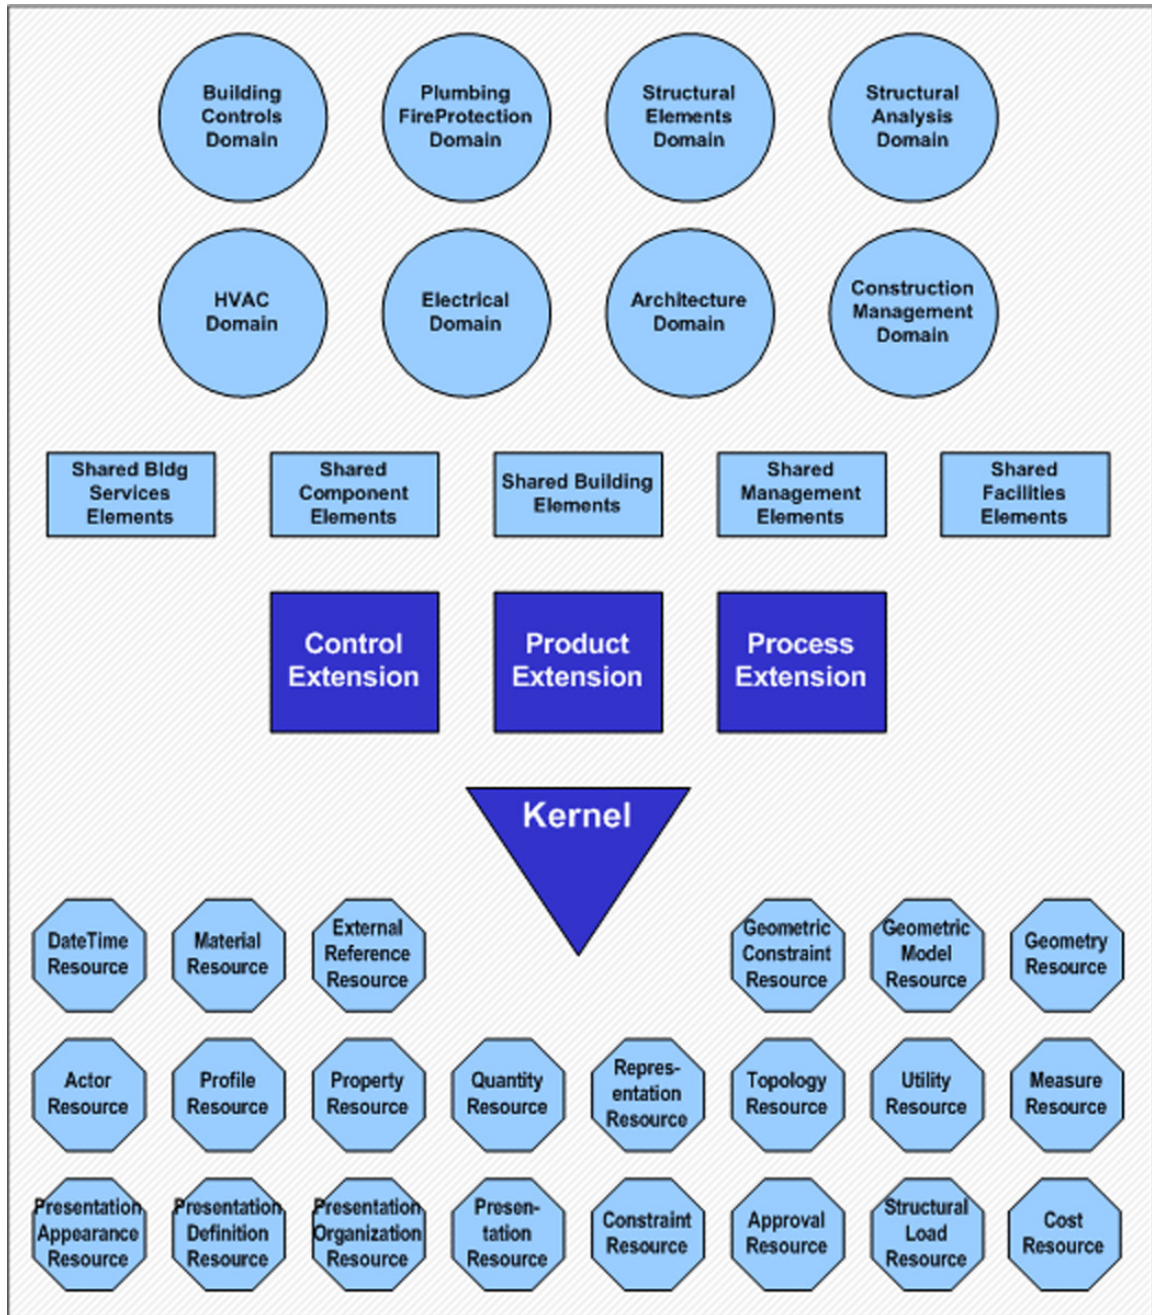 Building
Controls
Domain
Plumbing
FireProtection
Domain
Structural
Elements
Domain
Structural
Analysis
Domain
HVAC
Domain
Electrical
Domain
Architecture
Domain
Construction
Management
Domain
Shared Bldg
Services
Elements
Shared
Component
Elements
Shared Building
Elements
Shared
Management
Elements
Shared
Facilities
Elements
Control
Extension
Product
Extension
Process
Extension
Kernel
DateTime
Resource
Material
Resource
External
Reference
Resource
Geometric
Constraint
Resource
Geometric
Model
Resource
Geometry
Resource
Actor
Resource
Profile
Resource
Property
Resource
Quantity
Resource
Repres-
entation
Resource
Topology
Resource
Utility
Resource
Measure
Resource
Presentation
Appearance
Resource
Presentation
Definition
Resource
Presentation
Organization
Resource
Presen-
tation
Resource
Constraint
Resource
Approval
Resource
Structural
Load
Resource
Cost
Resource